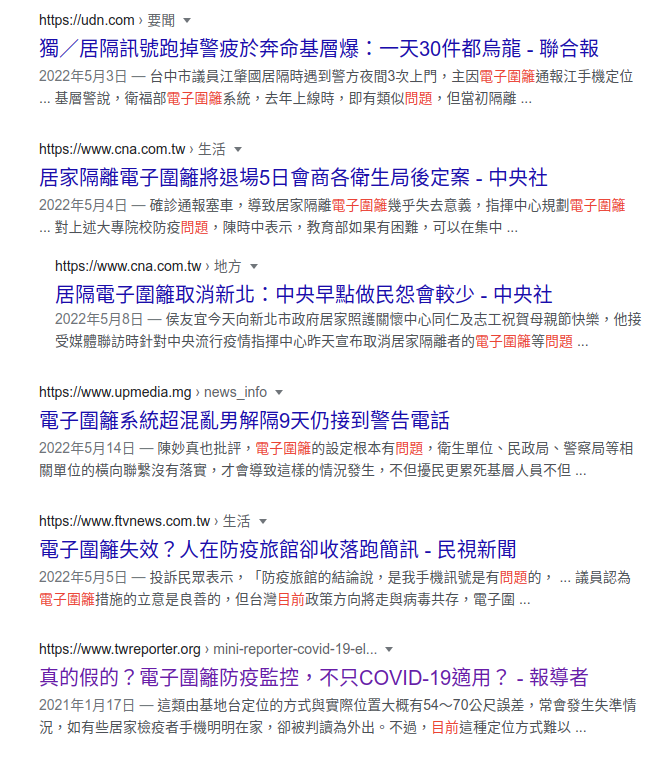 https://udn.com › 要聞
獨／居隔訊號跑掉警疲於奔命基層爆：一天30件都烏龍 - 聯合報
2022年5月3日 — 台中市議員江肇國居隔時遇到警方夜間3次上門，主因電子圍籬通報江手機定位
... 基層警說，衛福部電子圍籬系統，去年上線時，即有類似問題，但當初隔離 ...
https://www.cna.com.tw › 生活
居家隔離電子圍籬將退場5日會商各衛生局後定案 - 中央社
2022年5月4日 — 確診通報塞車，導致居家隔離電子圍籬幾乎失去意義，指揮中心規劃電子圍籬
... 對上述大專院校防疫問題，陳時中表示，教育部如果有困難，可以在集中 ...
https://www.cna.com.tw › 地方
居隔電子圍籬取消新北：中央早點做民怨會較少 - 中央社
2022年5月8日 — 侯友宜今天向新北市政府居家照護關懷中心同仁及志工祝賀母親節快樂，他接
受媒體聯訪時針對中央流行疫情指揮中心昨天宣布取消居家隔離者的電子圍籬等問題 ...
https://www.upmedia.mg › news_info
電子圍籬系統超混亂男解隔9天仍接到警告電話
2022年5月14日 — 陳妙真也批評，電子圍籬的設定根本有問題，衛生單位、民政局、警察局等相
關單位的橫向聯繫沒有落實，才會導致這樣的情況發生，不但擾民更累死基層人員不但 ...
https://www.ftvnews.com.tw › 生活
電子圍籬失效？人在防疫旅館卻收落跑簡訊 - 民視新聞
2022年5月5日 — 投訴民眾表示，「防疫旅館的結論說，是我手機訊號是有問題的， ... 議員認為
電子圍籬措施的立意是良善的，但台灣目前政策方向將走與病毒共存，電子圍 ...
https://www.twreporter.org › mini-reporter-covid-19-el...
真的假的？電子圍籬防疫監控，不只COVID-19適用？ - 報導者
2021年1月17日 — 這類由基地台定位的方式與實際位置大概有54～70公尺誤差，常會發生失準情
況，如有些居家檢疫者手機明明在家，卻被判讀為外出。不過，目前這種定位方式難以 ...